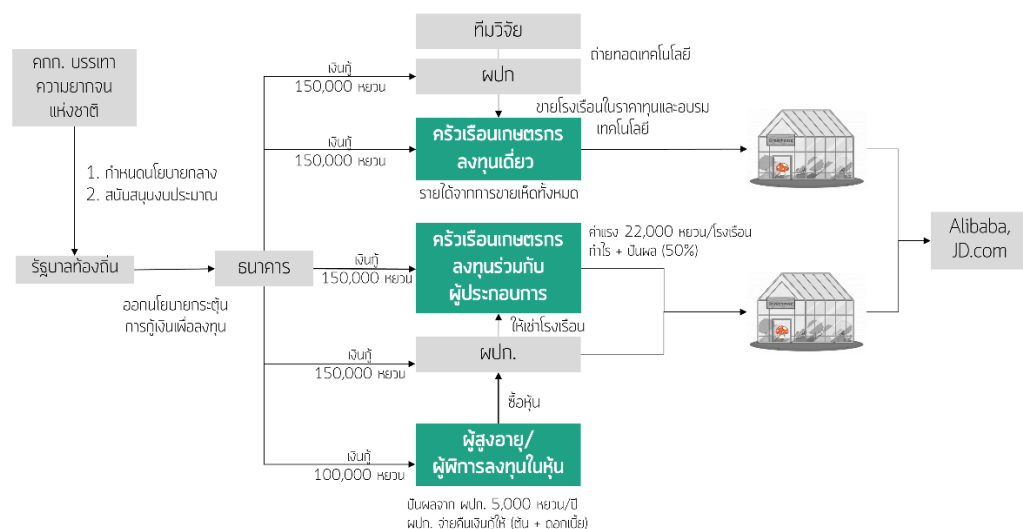 ทีมวิจัย
ถ่ายทอดเทคโนโลยี
คกก. บรรเทา
ความยากจน
แห่งชาติ
เงินกู้
150,000 หยวน
ผปก
ขายโรงเรือนในราคาทุนและอบรม
เทคโนโลยี
เงินกู้
150,000 หยวน
ครัวเรือนเกษตรกร
ลงทุนเดี่ยว
รายได้จากการขายเห็ดทั้งหมด
1. กำหนดนโยบายกลาง
2. สนับสนุนงบประมาณ
รัฐบาลท้องถิ่น
ออกนโยบายกระตุ้น
การกู้เงินเพื่อลงทุน
ธนาคาร
เงินกู้
150,000 หยวน
ครัวเรือนเกษตรกร
ลงทุนร่วมกับ
ผู้ประกอบการ
ค่าแรง 22,000 หยวน/โรงเรือน
กำไร + ปันผล (50%)
Alibaba,
JD.com
ให้เช่าโรงเรือน
เงินกู้
150,000 หยวน
ผปก.
ซื้อหุ้น
เงินกู้
100,000 หยวน
ผู้สูงอายุ/
ผู้พิการลงทุนในหุ้น
ปันผลจาก ผปก. 5,000 หยวน/ปี
ผปก. จ่ายคืนเงินกู้ให้ (ต้น + ดอกเบี้ย)